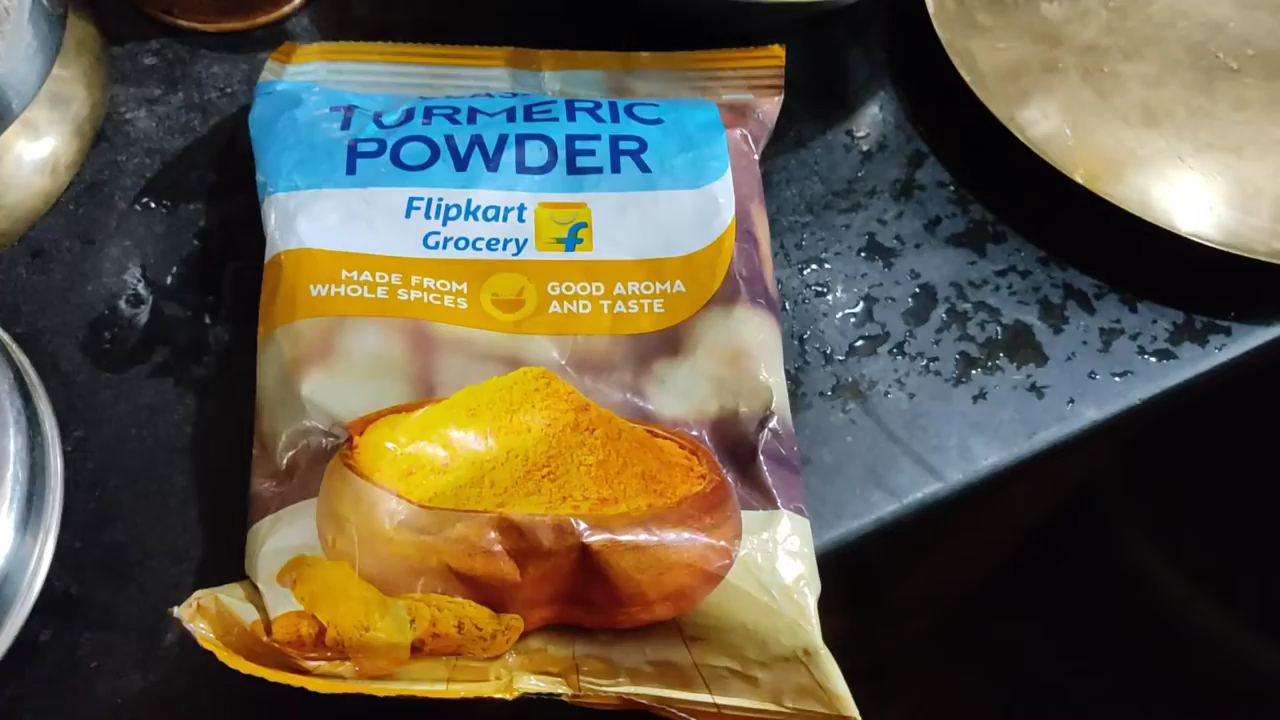 TURMERIC
POWDER
Flipkart
Grocery
MADE FROM
WHOLE SPICES
GOOD AROMA
AND TASTE